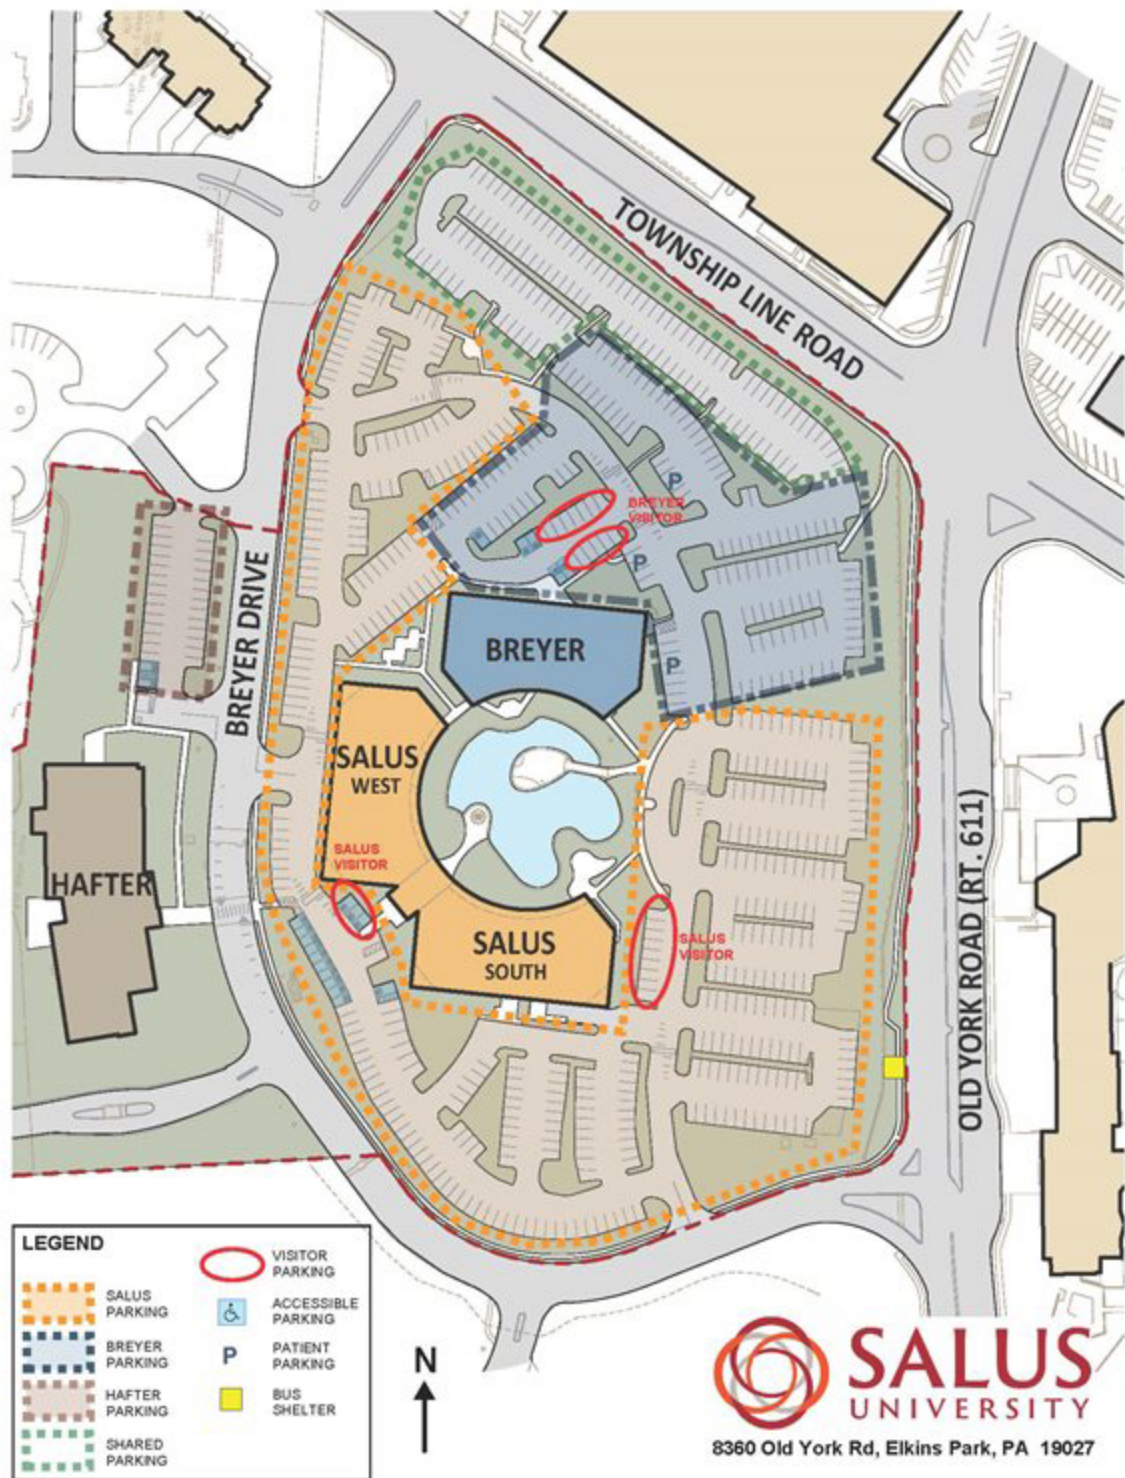 TOWNSHIP LINE ROAD
P
BREYER
VISITOR
P
BREYER DRIVE
BREYER
P
SALUS
WEST
OLD YORK ROAD (RT. 611)
SALUS
VISITOR
HAFTER
SALUS
SOUTH
SALUS
VISITOR
LEGEND
SALUS
PARKING
BREYER
PARKING
HAFTER
PARKING
SHARED
PARKING
VISITOR
PARKING
ACCESSIBLE
PARKING
P
PATIENT
PARKING
BUS
SHELTER
N
SALUS
UNIVERSITY
8360 Old York Rd, Elkins Park, PA 19027